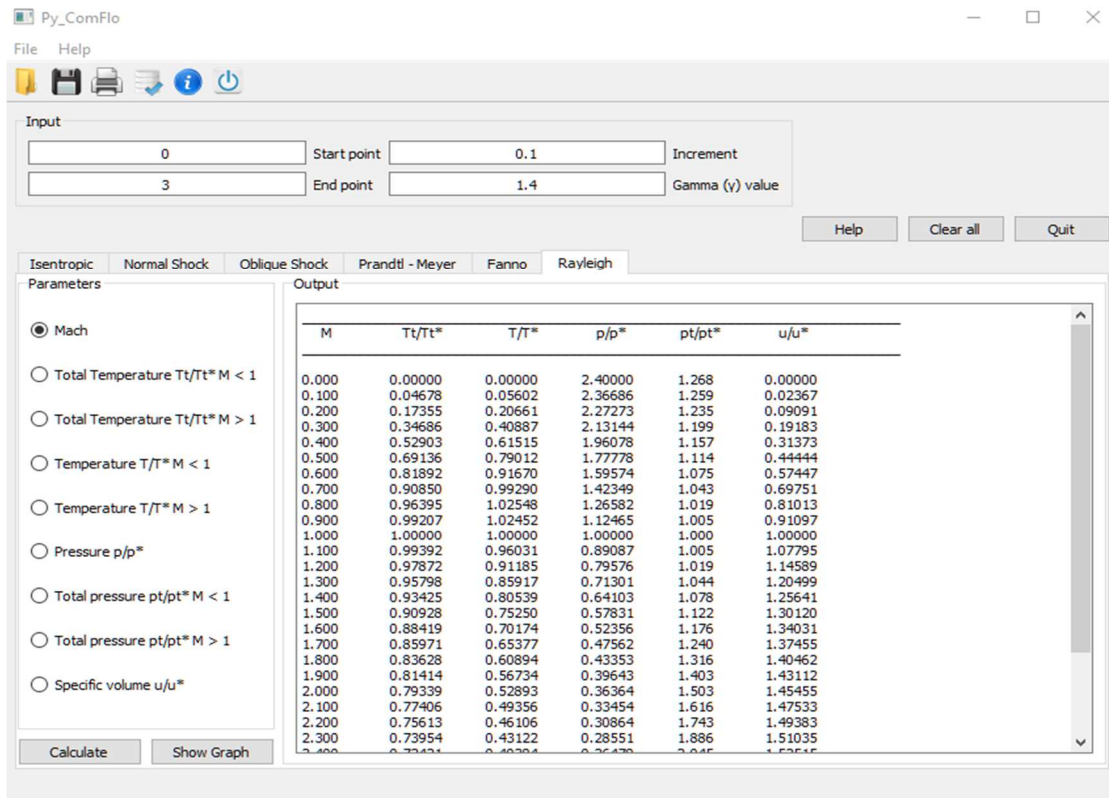 Py_ComFlo
File Help
Input
0 Start point 0.1 Increment
3 End point 1.4 Gamma (γ) value
Help Clear all Quit
Isentropic Normal Shock Oblique Shock Prandtl - Meyer Fanno Rayleigh
Parameters
Mach
Total Temperature Tt/Tt* M < 1
Total Temperature Tt/Tt* M > 1
Temperature T/T* M < 1
Temperature T/T* M > 1
Pressure p/p*
Total pressure pt/pt* M < 1
Total pressure pt/pt* M > 1
Specific volume u/u*
Calculate Show Graph
Output
M Tt/Tt* T/T* p/p* pt/pt* u/u*
0.000 0.00000 0.00000 2.40000 1.268 0.00000
0.100 0.04678 0.05602 2.36686 1.259 0.02367
0.200 0.17355 0.20661 2.27273 1.235 0.09091
0.300 0.34686 0.40887 2.13144 1.199 0.19183
0.400 0.52903 0.61515 1.96078 1.157 0.31373
0.500 0.69136 0.79012 1.77778 1.114 0.44444
0.600 0.81892 0.91670 1.59574 1.075 0.57447
0.700 0.90850 0.99290 1.42349 1.043 0.69751
0.800 0.96395 1.02548 1.26582 1.019 0.81013
0.900 0.99207 1.02452 1.12465 1.005 0.91097
1.000 1.00000 1.00000 1.00000 1.000 1.00000
1.100 0.99392 0.96031 0.89087 1.005 1.07795
1.200 0.97872 0.91185 0.79576 1.019 1.14589
1.300 0.95798 0.85917 0.71301 1.044 1.20499
1.400 0.93425 0.80539 0.64103 1.078 1.25641
1.500 0.90928 0.75250 0.57831 1.122 1.30120
1.600 0.88419 0.70174 0.52356 1.176 1.34031
1.700 0.85971 0.65377 0.47562 1.240 1.37455
1.800 0.83628 0.60894 0.43353 1.316 1.40462
1.900 0.81414 0.56734 0.39643 1.403 1.43112
2.000 0.79339 0.52893 0.36364 1.503 1.45455
2.100 0.77406 0.49356 0.33454 1.616 1.47533
2.200 0.75613 0.46106 0.30864 1.743 1.49383
2.300 0.73954 0.43122 0.28551 1.886 1.51035